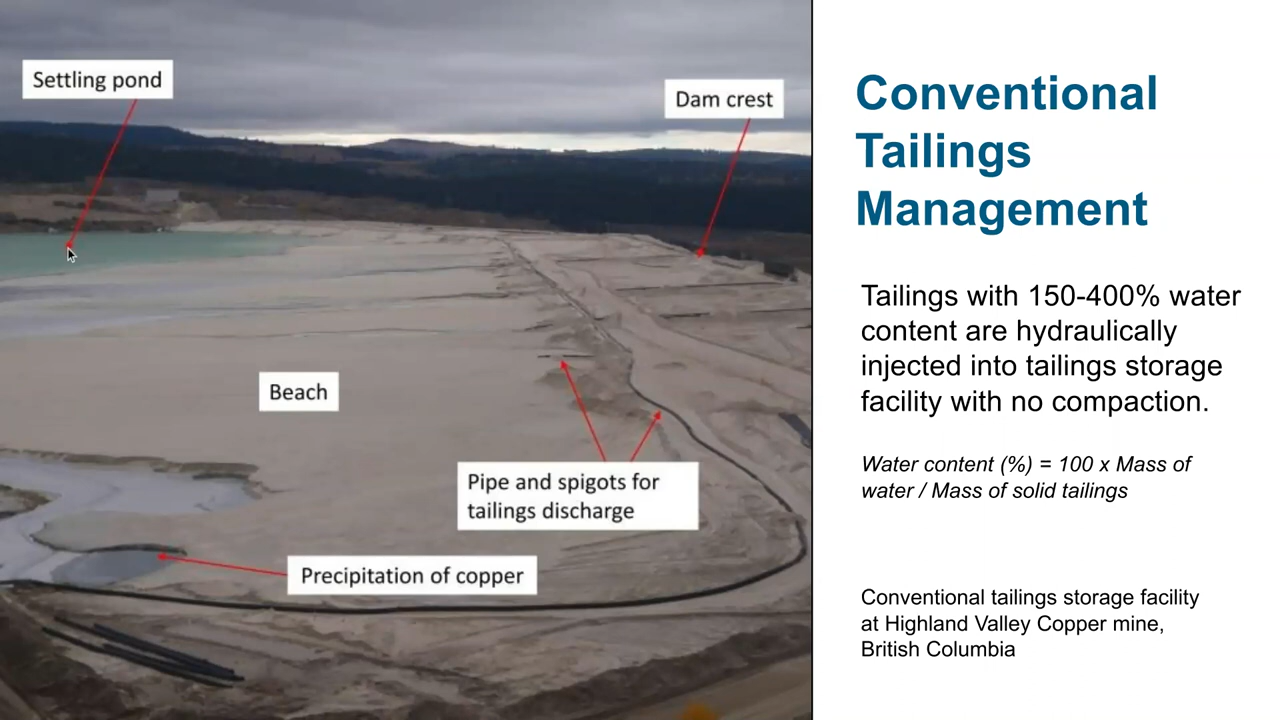 Settling pond
Dam crest
Beach
Pipe and spigots for
tailings discharge
Precipitation of copper
Conventional
Tailings
Management
Tailings with 150-400% water
content are hydraulically
injected into tailings storage
facility with no compaction.
Water content (%) = 100 x Mass of
water / Mass of solid tailings
Conventional tailings storage facility
at Highland Valley Copper mine,
British Columbia